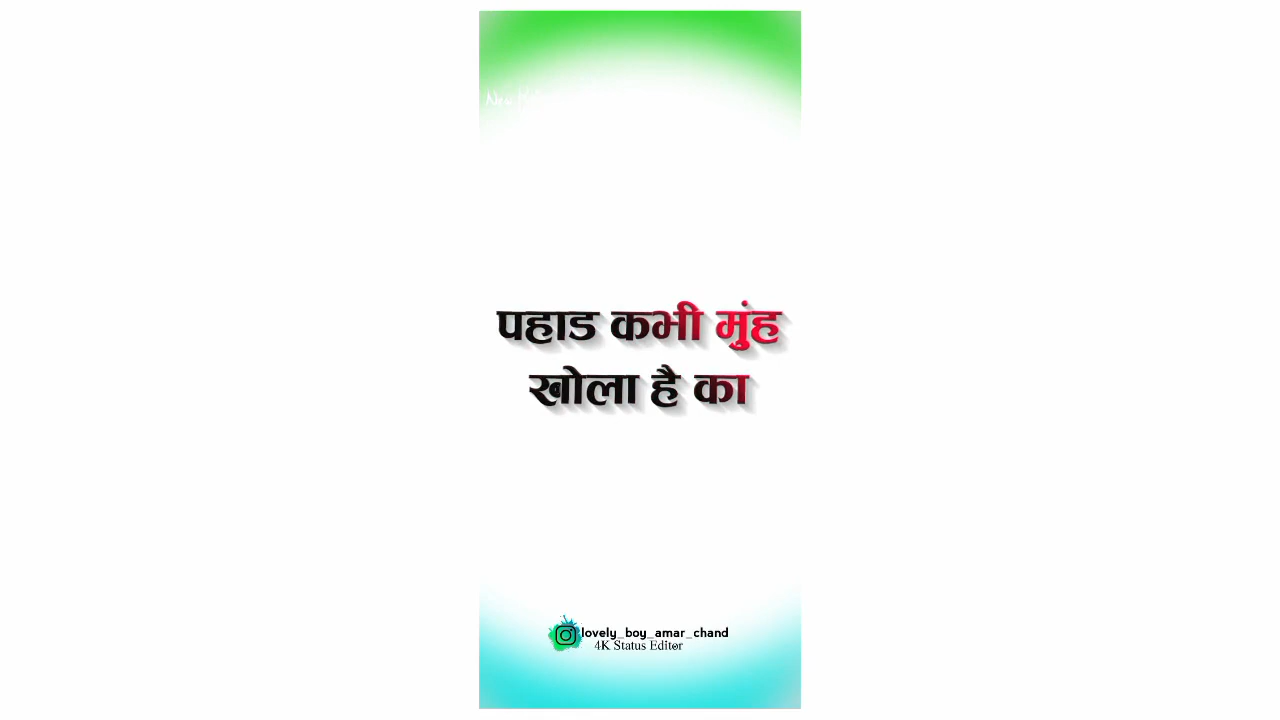 पहाड कभी मुंह
खोला है का
lovely_boy_amar_chand
4K Status Editor